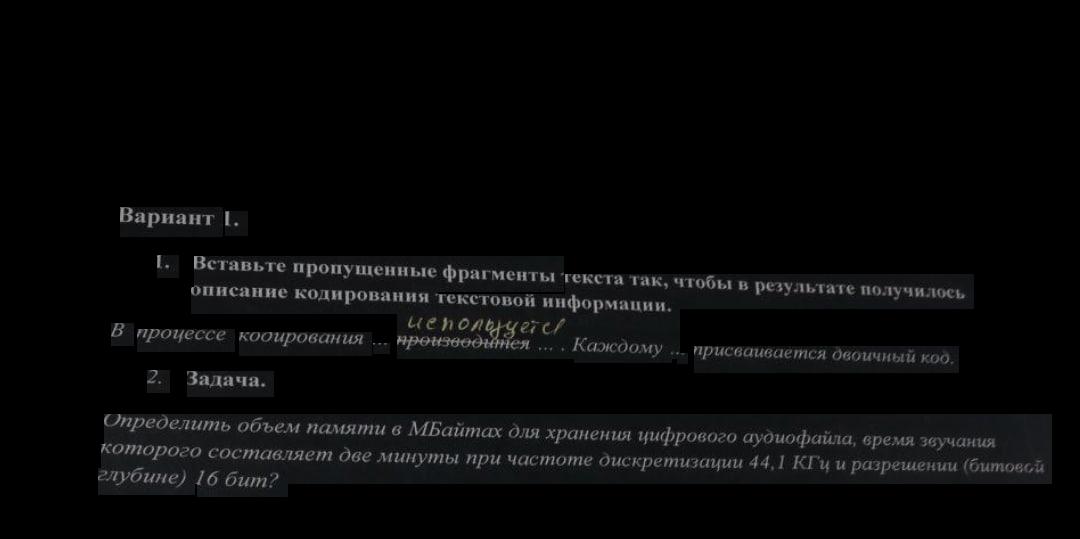 Вариант 1.
1. Вставьте пропущенные фрагменты текста так, чтобы в результате получилось
описание кодирования текстовой информации.
используется
В процессе кодирования ... производится ... . Каждому ... присваивается двоичный код.
2. Задача.
Определить объем памяти в МБайтах для хранения цифрового аудиофайла, время звучания
которого составляет две минуты при частоте дискретизации 44,1 КГц и разрешении (битовой
глубине) 16 бит?